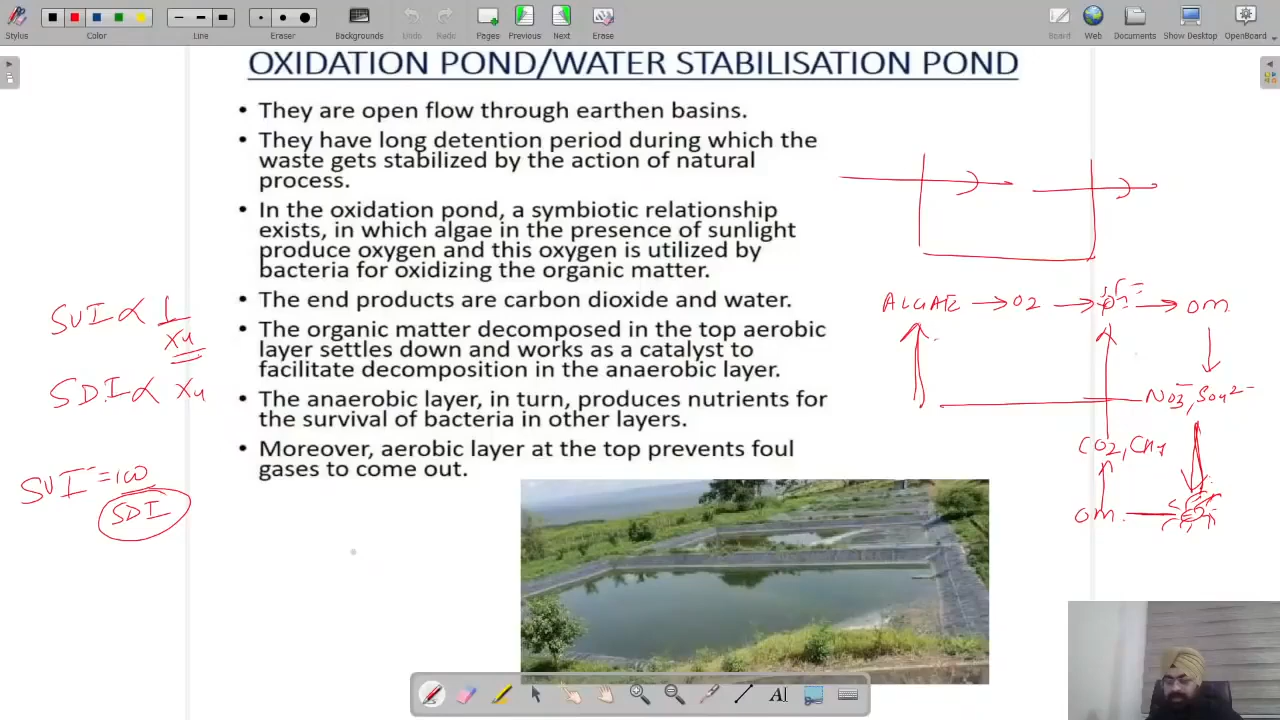 Stylus
Color
Line
Eraser
Backgrounds
Undo
Redo
Pages
Previous
Next
Erase
Board
Web
Documents
Show Desktop
OpenBoard
OXIDATION POND/WATER STABILISATION POND
• They are open flow through earthen basins.
• They have long detention period during which the
waste gets stabilized by the action of natural
process.
• In the oxidation pond, a symbiotic relationship
exists, in which algae in the presence of sunlight
produce oxygen and this oxygen is utilized by
bacteria for oxidizing the organic matter.
• The end products are carbon dioxide and water.
• The organic matter decomposed in the top aerobic
layer settles down and works as a catalyst to
facilitate decomposition in the anaerobic layer.
• The anaerobic layer, in turn, produces nutrients for
the survival of bacteria in other layers.
• Moreover, aerobic layer at the top prevents foul
gases to come out.
SVI ∝ 1
Xu
SDI ∝ Xu
SVI = 100
SDI
ALGAE → O2 →
→ OM
NO3⁻, SO4²⁻
CO2, CH4
OM
AI